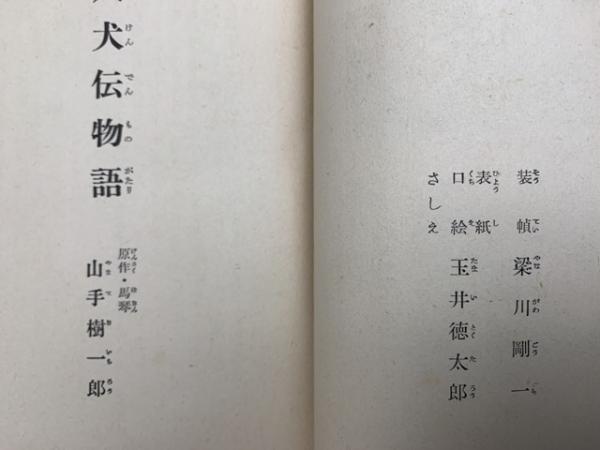 装幀 梁川剛一
表紙
口絵 玉井徳太郎
さしえ
犬伝物語
原作・馬琴
山手樹一郎